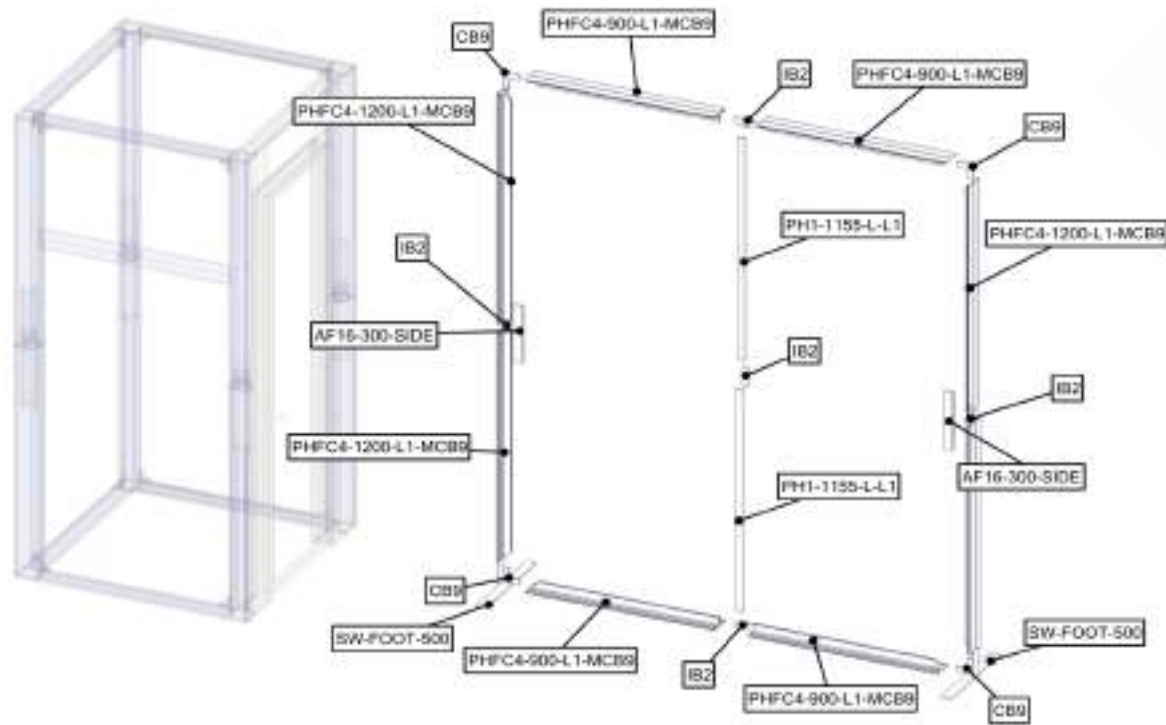 PHFC4-900-L1-MCB9
CB9
IB2
PHFC4-900-L1-MCB9
PHFC4-1200-L1-MCB9
CB9
PH1-1155-L-L1
PHFC4-1200-L1-MCB9
IB2
AF16-300-SIDE
IB2
IB2
PHFC4-1200-L1-MCB9
AF16-300-SIDE
PH1-1155-L-L1
CB9
SW-FOOT-500
SW-FOOT-500
PHFC4-900-L1-MCB9
IB2
PHFC4-900-L1-MCB9
CB9